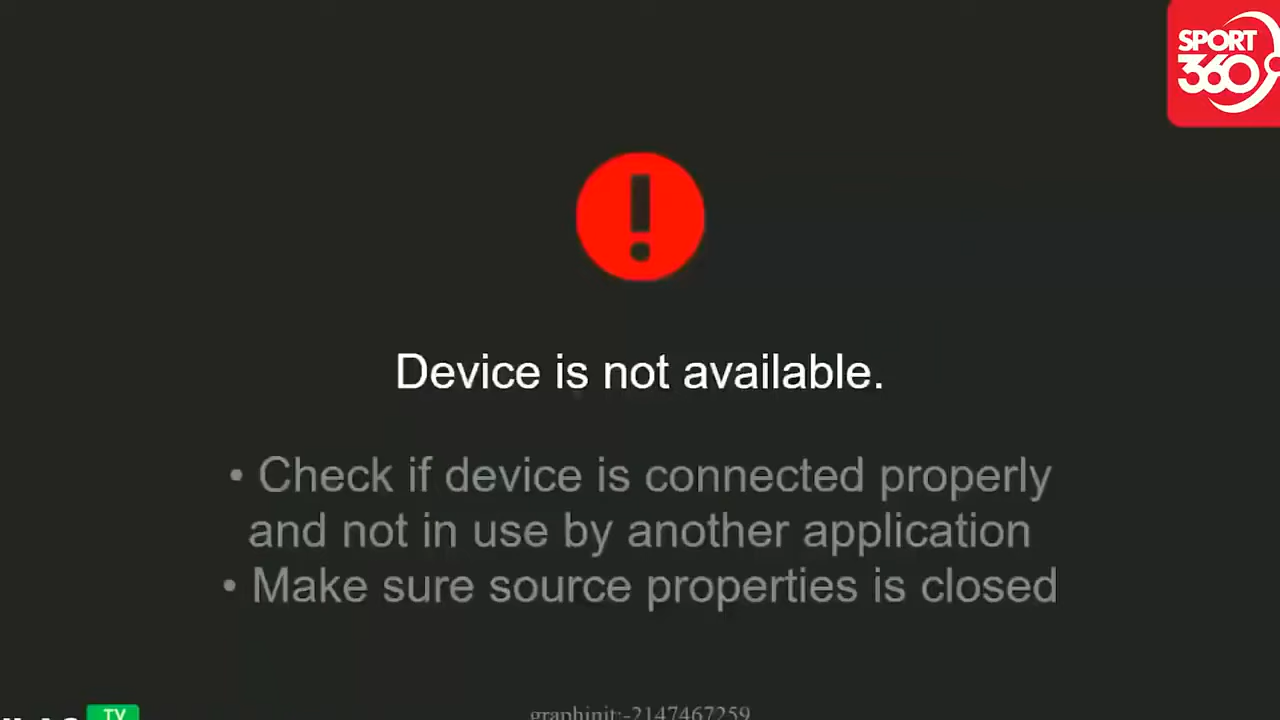 SPORT
360
Device is not available.
• Check if device is connected properly
and not in use by another application
• Make sure source properties is closed
TV
graphinit:-2147467259